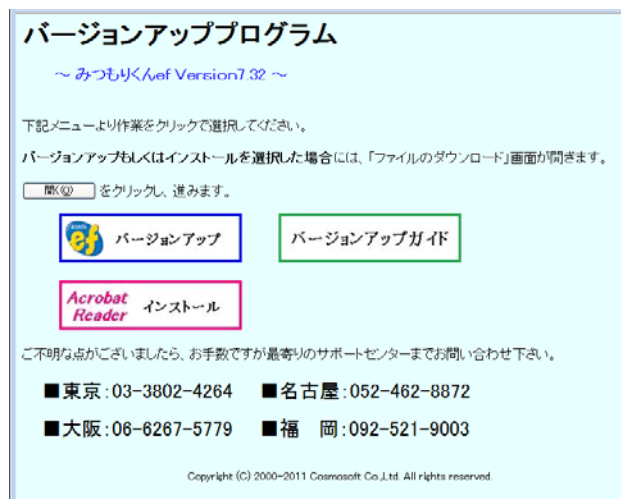 バージョンアッププログラム
～ みつもりくんef Version7.32 ～
下記メニューより作業をクリックで選択してください。
バージョンアップもしくはインストールを選択した場合には、「ファイルのダウンロード」画面が開きます。
開く(O) をクリックし、進みます。
ef バージョンアップ バージョンアップガイド
Acrobat Reader インストール
ご不明な点がございましたら、お手数ですが最寄りのサポートセンターまでお問い合わせ下さい。
■東京:03-3802-4264 ■名古屋:052-462-8872
■大阪:06-6267-5779 ■福　岡:092-521-9003
Copyright (C) 2000-2011 Cosmosoft Co.,Ltd. All rights reserved.